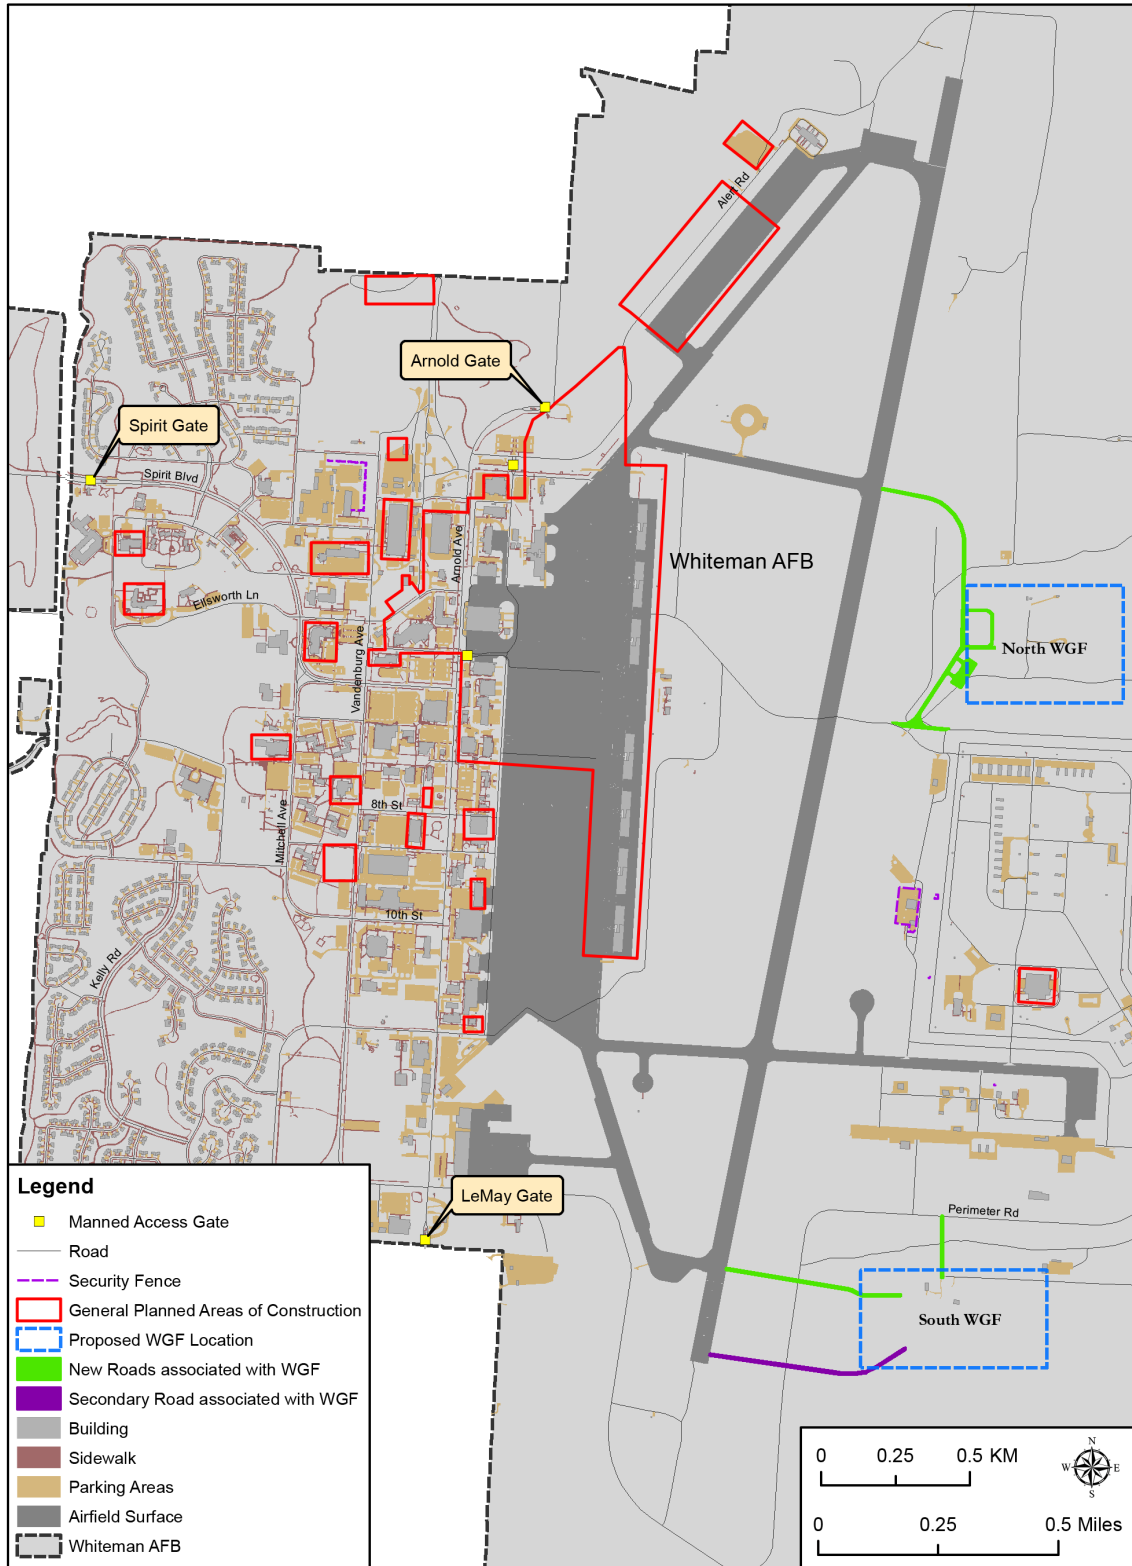 Alert Rd
Arnold Gate
Spirit Gate
Spirit Blvd
Arnold Ave
Whiteman AFB
Ellsworth Ln
Vandenburg Ave
North WGF
8th St
Mitchell Ave
10th St
Kelly Rd
LeMay Gate
Perimeter Rd
South WGF
Legend
Manned Access Gate
Road
Security Fence
General Planned Areas of Construction
Proposed WGF Location
New Roads associated with WGF
Secondary Road associated with WGF
Building
Sidewalk
Parking Areas
Airfield Surface
Whiteman AFB
0 0.25 0.5 KM
N
W E
S
0 0.25 0.5 Miles